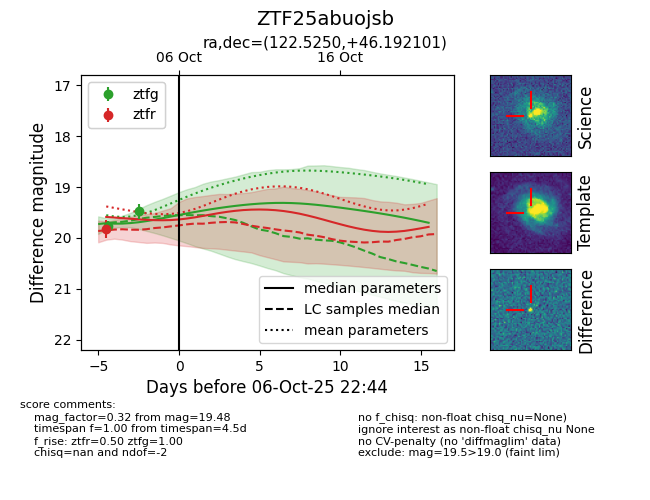 ZTF25abuojsb
ra,dec=(122.5250,+46.192101)
06 Oct
16 Oct
17
18
19
20
21
22
Difference magnitude
ztfg
ztfr
median parameters
LC samples median
mean parameters
−5
0
5
10
15
Days before 06-Oct-25 22:44
Science
Template
Difference
score comments:
mag_factor=0.32 from mag=19.48
timespan f=1.00 from timespan=4.5d
f_rise: ztfr=0.50 ztfg=1.00
chisq=nan and ndof=-2
no f_chisq: non-float chisq_nu=None)
ignore interest as non-float chisq_nu None
no CV-penalty (no 'diffmaglim' data)
exclude: mag=19.5>19.0 (faint lim)